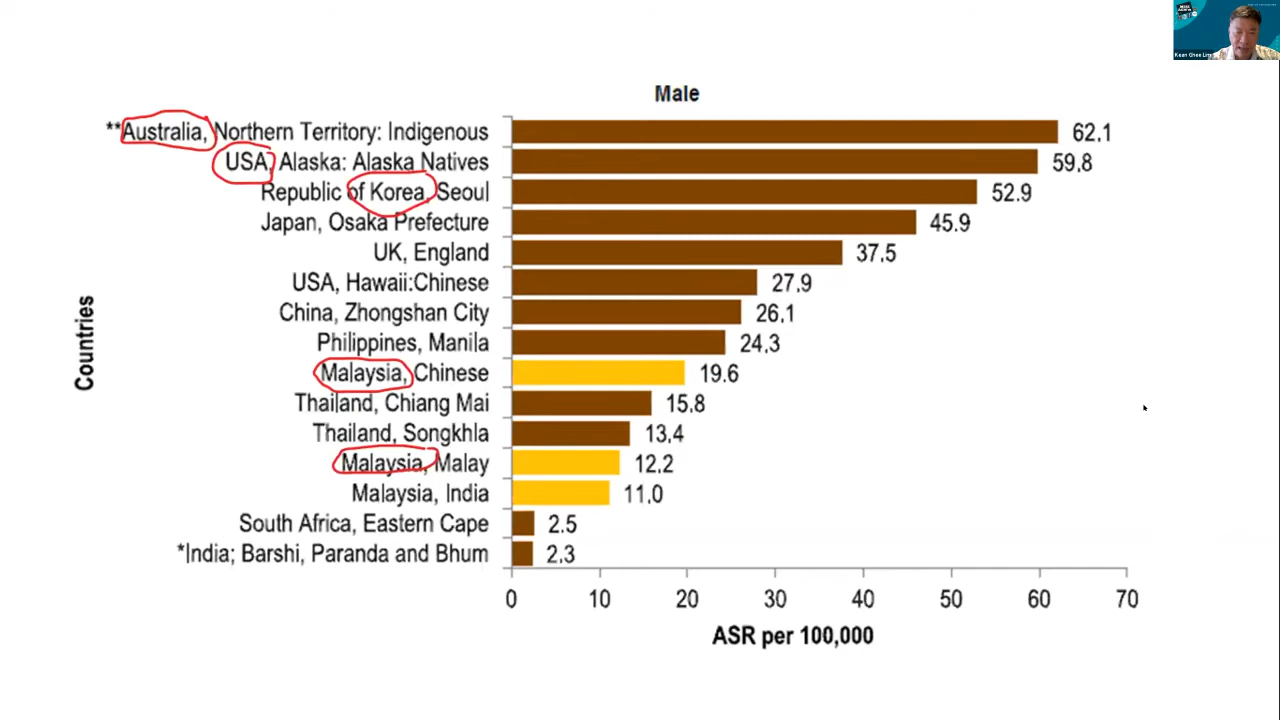 Kean Ghee Lim
Male
**Australia, Northern Territory: Indigenous 62.1
USA, Alaska: Alaska Natives 59.8
Republic of Korea, Seoul 52.9
Japan, Osaka Prefecture 45.9
UK, England 37.5
USA, Hawaii:Chinese 27.9
China, Zhongshan City 26.1
Philippines, Manila 24.3
Malaysia, Chinese 19.6
Thailand, Chiang Mai 15.8
Thailand, Songkhla 13.4
Malaysia, Malay 12.2
Malaysia, India 11.0
South Africa, Eastern Cape 2.5
*India; Barshi, Paranda and Bhum 2.3
Countries
0 10 20 30 40 50 60 70
ASR per 100,000